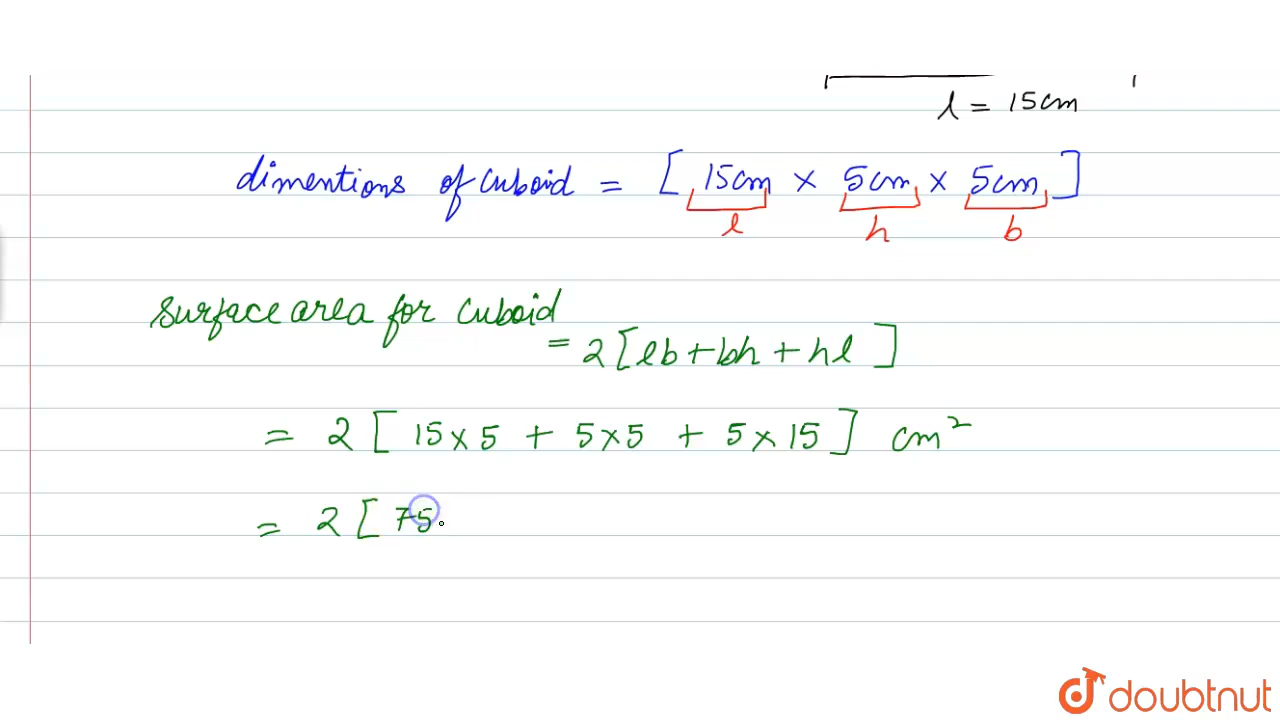 l = 15cm
dimentions of cuboid = [ 15cm × 5cm × 5cm ]
l h b
surface area for cuboid
= 2 [ lb + bh + hl ]
= 2 [ 15 × 5 + 5 × 5 + 5 × 15 ] cm²
= 2 [ 75
doubtnut